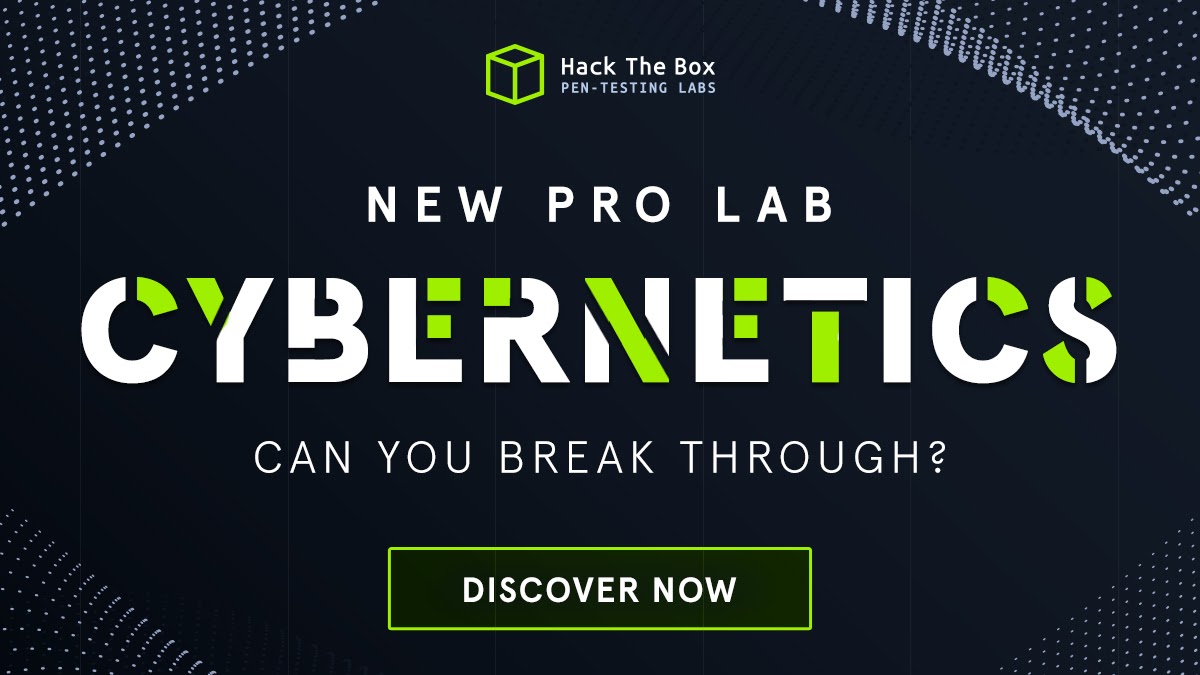 Hack The Box
PEN-TESTING LABS
NEW PRO LAB
CYBERNETICS
CAN YOU BREAK THROUGH?
DISCOVER NOW